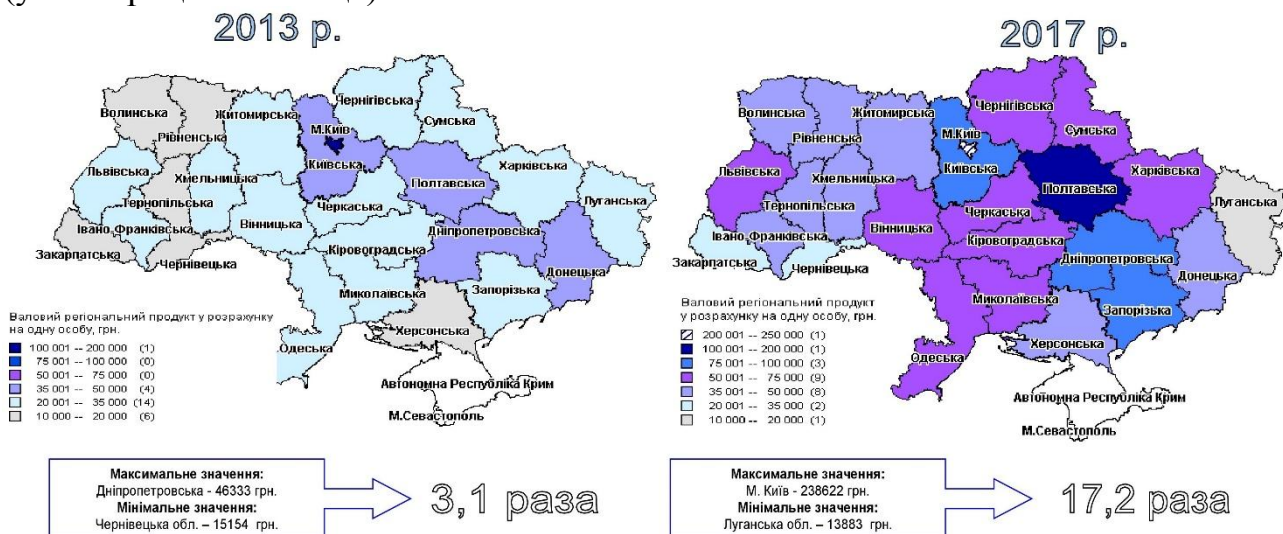 2013 р.
2017 р.
Волинська
Рівненська
Житомирська
Чернігівська
Сумська
М.Київ
Київська
Львівська
Хмельницька
Тернопільська
Полтавська
Харківська
Луганська
Івано-Франківська
Вінницька
Черкаська
Кіровоградська
Дніпропетровська
Донецька
Закарпатська
Чернівецька
Миколаївська
Запорізька
Херсонська
Одеська
Автономна Республіка Крим
М.Севастополь
Валовий регіональний продукт у розрахунку
на одну особу, грн.
100 001 -- 200 000 (1)
75 001 -- 100 000 (0)
50 001 -- 75 000 (0)
35 001 -- 50 000 (4)
20 001 -- 35 000 (14)
10 000 -- 20 000 (6)
Волинська
Рівненська
Житомирська
Чернігівська
Сумська
М.Київ
Київська
Львівська
Хмельницька
Тернопільська
Полтавська
Харківська
Луганська
Івано-Франківська
Вінницька
Черкаська
Кіровоградська
Дніпропетровська
Донецька
Закарпатська
Чернівецька
Миколаївська
Запорізька
Херсонська
Одеська
Автономна Республіка Крим
М.Севастополь
Валовий регіональний продукт
у розрахунку на одну особу, грн.
200 001 -- 250 000 (1)
100 001 -- 200 000 (1)
75 001 -- 100 000 (3)
50 001 -- 75 000 (9)
35 001 -- 50 000 (8)
20 001 -- 35 000 (2)
10 000 -- 20 000 (1)
Максимальне значення:
Дніпропетровська - 46333 грн.
Мінімальне значення:
Чернівецька обл. – 15154 грн.
3,1 раза
Максимальне значення:
М. Київ - 238622 грн.
Мінімальне значення:
Луганська обл. – 13883 грн.
17,2 раза